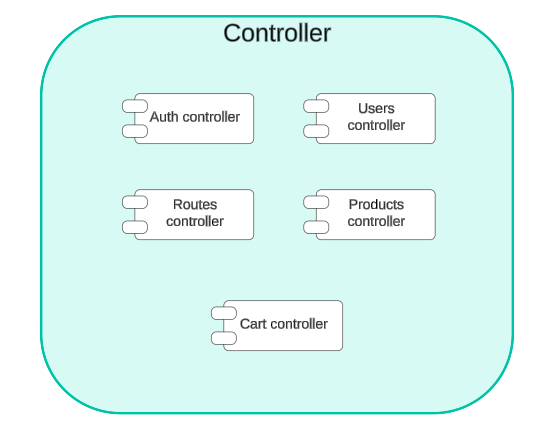 Controller
Auth controller
Users
controller
Routes
controller
Products
controller
Cart controller